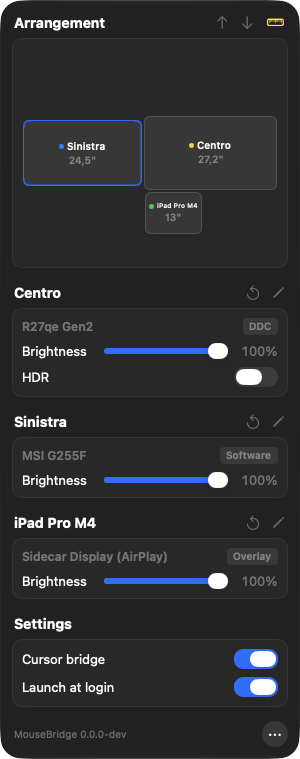 Arrangement
Sinistra
24,5"
Centro
27,2"
iPad Pro M4
13"
Centro
R27qe Gen2
DDC
Brightness
100%
HDR
Sinistra
MSI G255F
Software
Brightness
100%
iPad Pro M4
Sidecar Display (AirPlay)
Overlay
Brightness
100%
Settings
Cursor bridge
Launch at login
MouseBridge 0.0.0-dev